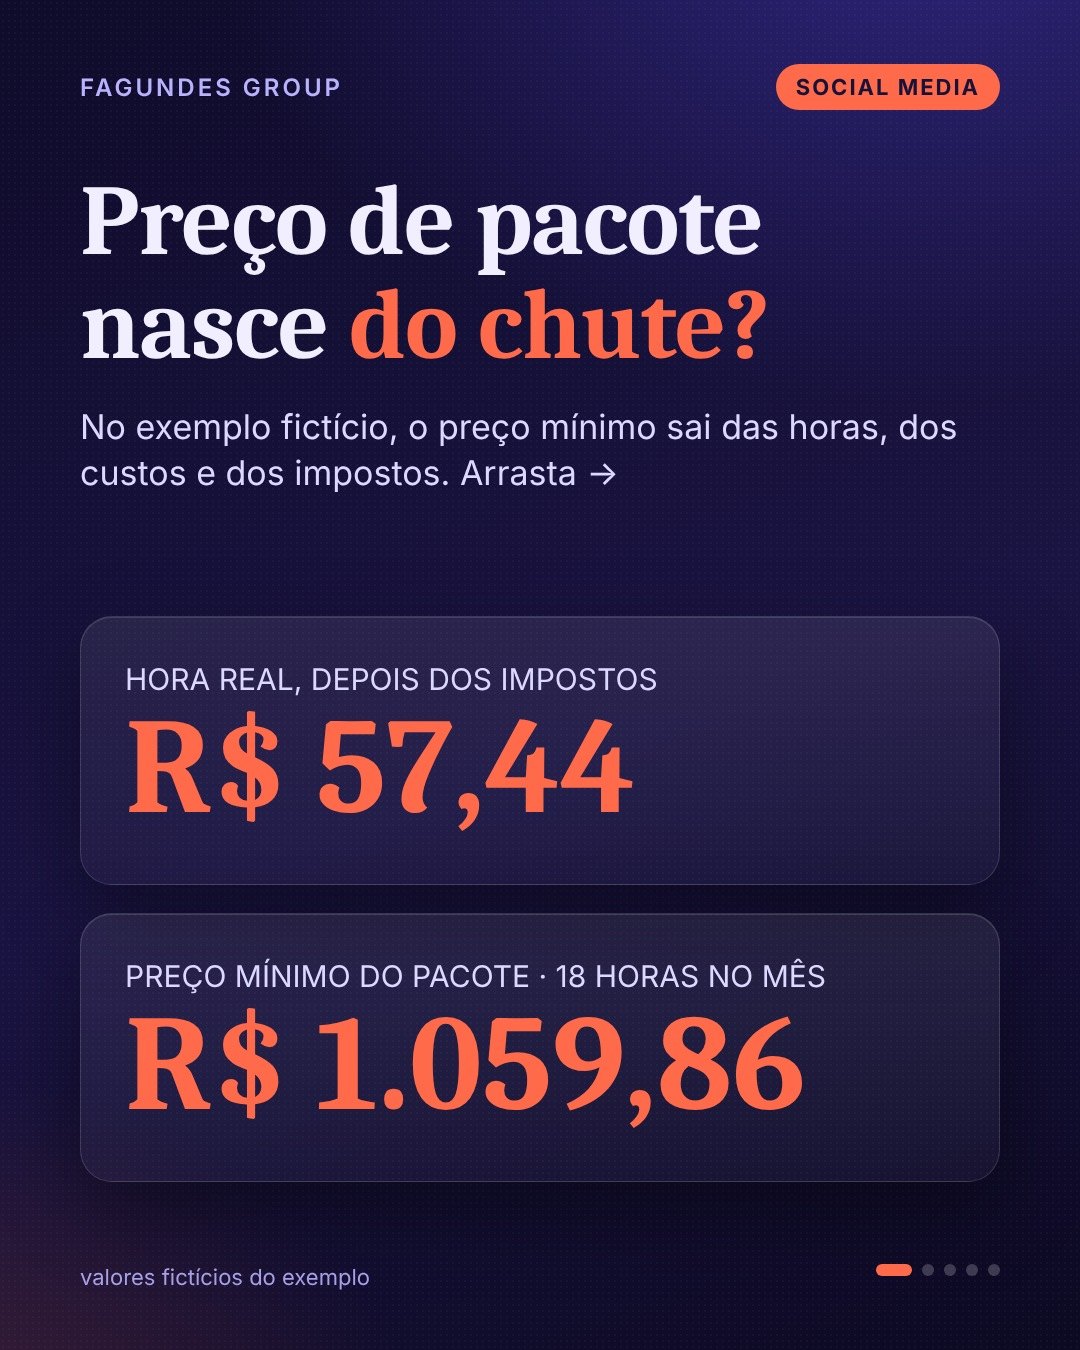 FAGUNDES GROUP
SOCIAL MEDIA
Preço de pacote
nasce do chute?
No exemplo fictício, o preço mínimo sai das horas, dos
custos e dos impostos. Arrasta →
HORA REAL, DEPOIS DOS IMPOSTOS
R$ 57,44
PREÇO MÍNIMO DO PACOTE · 18 HORAS NO MÊS
R$ 1.059,86
valores fictícios do exemplo